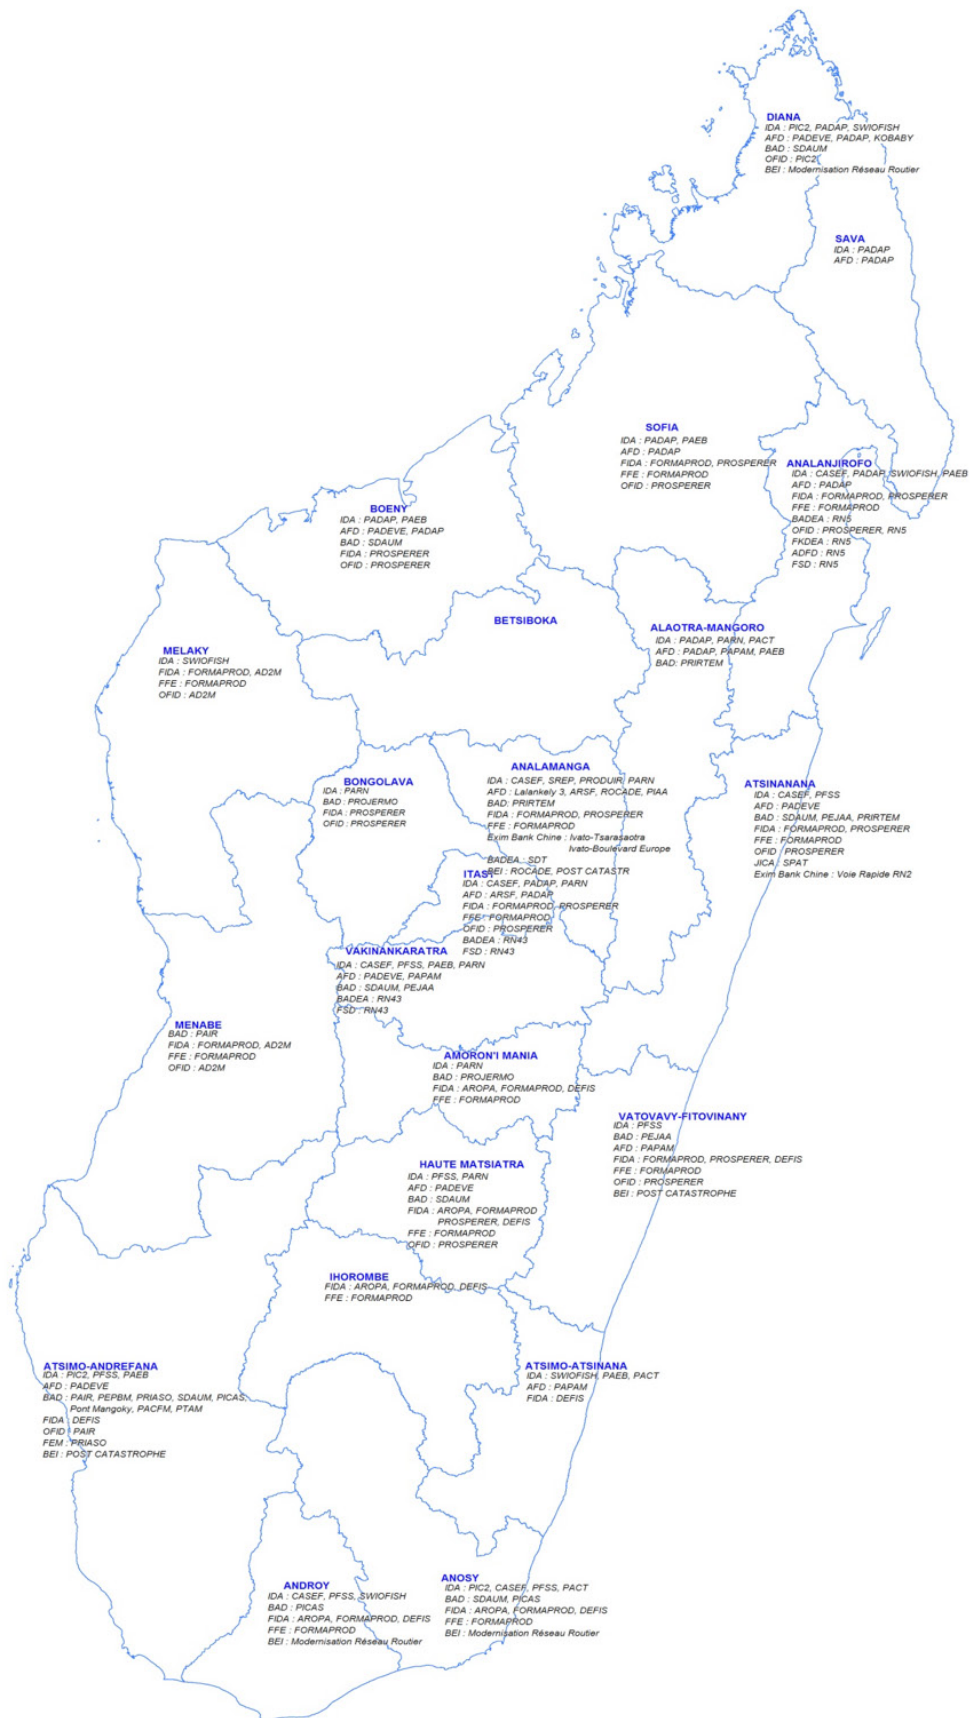 DIANA
IDA : PIC2, PADAP, SWIOFISH
AFD : PADEVE, PADAP, KOBABY
BAD : SDAUM
OFID : PIC2
BEI : Modernisation Réseau Routier
SAVA
IDA : PADAP
AFD : PADAP
SOFIA
IDA : PADAP, PAEB
AFD : PADAP
FIDA : FORMAPROD, PROSPERER
FFE : FORMAPROD
OFID : PROSPERER
ANALANJIROFO
IDA : CASEF, PADAP, SWIOFISH, PAEB
AFD : PADAP
FIDA : FORMAPROD, PROSPERER
FFE : FORMAPROD
BADEA : RN5
OFID : PROSPERER, RN5
FKDEA : RN5
ADFD : RN5
FSD : RN5
BOENY
IDA : PADAP, PAEB
AFD : PADEVE, PADAP
BAD : SDAUM
FIDA : PROSPERER
OFID : PROSPERER
BETSIBOKA
ALAOTRA-MANGORO
IDA : PADAP, PARN, PACT
AFD : PADAP, PAPAM, PAEB
BAD: PRIRTEM
MELAKY
IDA : SWIOFISH
FIDA : FORMAPROD, AD2M
FFE : FORMAPROD
OFID : AD2M
BONGOLAVA
IDA : PARN
BAD : PROJERMO
FIDA : PROSPERER
OFID : PROSPERER
ANALAMANGA
IDA : CASEF, SREP, PRODUIR, PARN
AFD : Lalankely 3, ARSF, ROCADE, PIAA
BAD: PRIRTEM
FIDA : FORMAPROD, PROSPERER
FFE : FORMAPROD
Exim Bank Chine : Ivato-Tsarasaotra
Ivato-Boulevard Europe
BADEA : SDT
BEI : ROCADE, POST CATASTR
ATSINANANA
IDA : CASEF, PFSS
AFD : PADEVE
BAD : SDAUM, PEJAA, PRIRTEM
FIDA : FORMAPROD, PROSPERER
FFE : FORMAPROD
OFID : PROSPERER
JICA : SPAT
Exim Bank Chine : Voie Rapide RN2
ITASY
IDA : CASEF, PADAP, PARN
AFD : ARSF, PADAP
FIDA : FORMAPROD, PROSPERER
FFE : FORMAPROD
OFID : PROSPERER
BADEA : RN43
FSD : RN43
VAKINANKARATRA
IDA : CASEF, PFSS, PAEB, PARN
AFD : PADEVE, PAPAM
BAD : SDAUM, PEJAA
BADEA : RN43
FSD : RN43
MENABE
BAD : PAIR
FIDA : FORMAPROD, AD2M
FFE : FORMAPROD
OFID : AD2M
AMORON'I MANIA
IDA : PARN
BAD : PROJERMO
FIDA : AROPA, FORMAPROD, DEFIS
FFE : FORMAPROD
VATOVAVY-FITOVINANY
IDA : PFSS
BAD : PEJAA
AFD : PAPAM
FIDA : FORMAPROD, PROSPERER, DEFIS
FFE : FORMAPROD
OFID : PROSPERER
BEI : POST CATASTROPHE
HAUTE MATSIATRA
IDA : PFSS, PARN
AFD : PADEVE
BAD : SDAUM
FIDA : AROPA, FORMAPROD
PROSPERER, DEFIS
FFE : FORMAPROD
OFID : PROSPERER
IHOROMBE
FIDA : AROPA, FORMAPROD, DEFIS
FFE : FORMAPROD
ATSIMO-ANDREFANA
IDA : PIC2, PFSS, PAEB
AFD : PADEVE
BAD : PAIR, PEPBM, PRIASO, SDAUM, PICAS,
Pont Mangoky, PACFM, PTAM
FIDA : DEFIS
OFID : PAIR
FEM : PRIASO
BEI : POST CATASTROPHE
ATSIMO-ATSINANA
IDA : SWIOFISH, PAEB, PACT
AFD : PAPAM
FIDA : DEFIS
ANDROY
IDA : CASEF, PFSS, SWIOFISH
BAD : PICAS
FIDA : AROPA, FORMAPROD, DEFIS
FFE : FORMAPROD
BEI : Modernisation Réseau Routier
ANOSY
IDA : PIC2, CASEF, PFSS, PACT
BAD : SDAUM, PICAS
FIDA : AROPA, FORMAPROD, DEFIS
FFE : FORMAPROD
BEI : Modernisation Réseau Routier